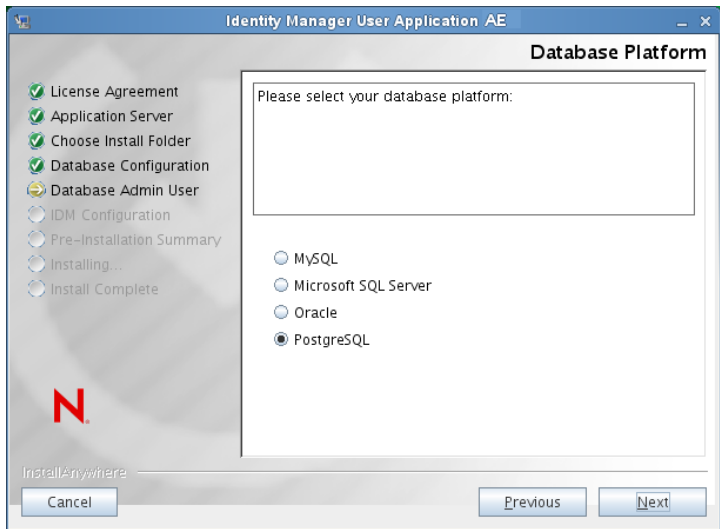 Identity Manager User Application AE
Database Platform
License Agreement
Application Server
Choose Install Folder
Database Configuration
Database Admin User
IDM Configuration
Pre-Installation Summary
Installing...
Install Complete
Please select your database platform:
MySQL
Microsoft SQL Server
Oracle
PostgreSQL
N
InstallAnywhere
Cancel
Previous
Next